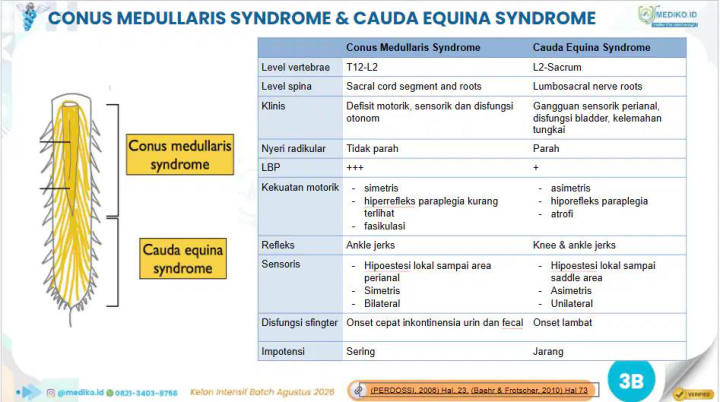 CONUS MEDULLARIS SYNDROME & CAUDA EQUINA SYNDROME
MEDIKO.ID
Conus medullaris
syndrome
Cauda equina
syndrome
Conus Medullaris Syndrome Cauda Equina Syndrome
Level vertebrae T12-L2 L2-Sacrum
Level spina Sacral cord segment and roots Lumbosacral nerve roots
Klinis Defisit motorik, sensorik dan disfungsi Gangguan sensorik perianal,
otonom disfungsi bladder, kelemahan
tungkai
Nyeri radikular Tidak parah Parah
LBP +++ +
Kekuatan motorik - simetris - asimetris
- hiperrefleks paraplegia kurang - hiporefleks paraplegia
terlihat - atrofi
- fasikulasi
Refleks Ankle jerks Knee & ankle jerks
Sensoris - Hipoestesi lokal sampai area - Hipoestesi lokal sampai
perianal saddle area
- Simetris - Asimetris
- Bilateral - Unilateral
Disfungsi sfingter Onset cepat inkontinensia urin dan fecal Onset lambat
Impotensi Sering Jarang
@mediko.id 0821-3403-9756 Kelan Intensif Batch Agustus 2026
(PERDOSSI, 2006) Hal. 23, (Baehr & Frotscher, 2010) Hal 73
3B
VERIFIED